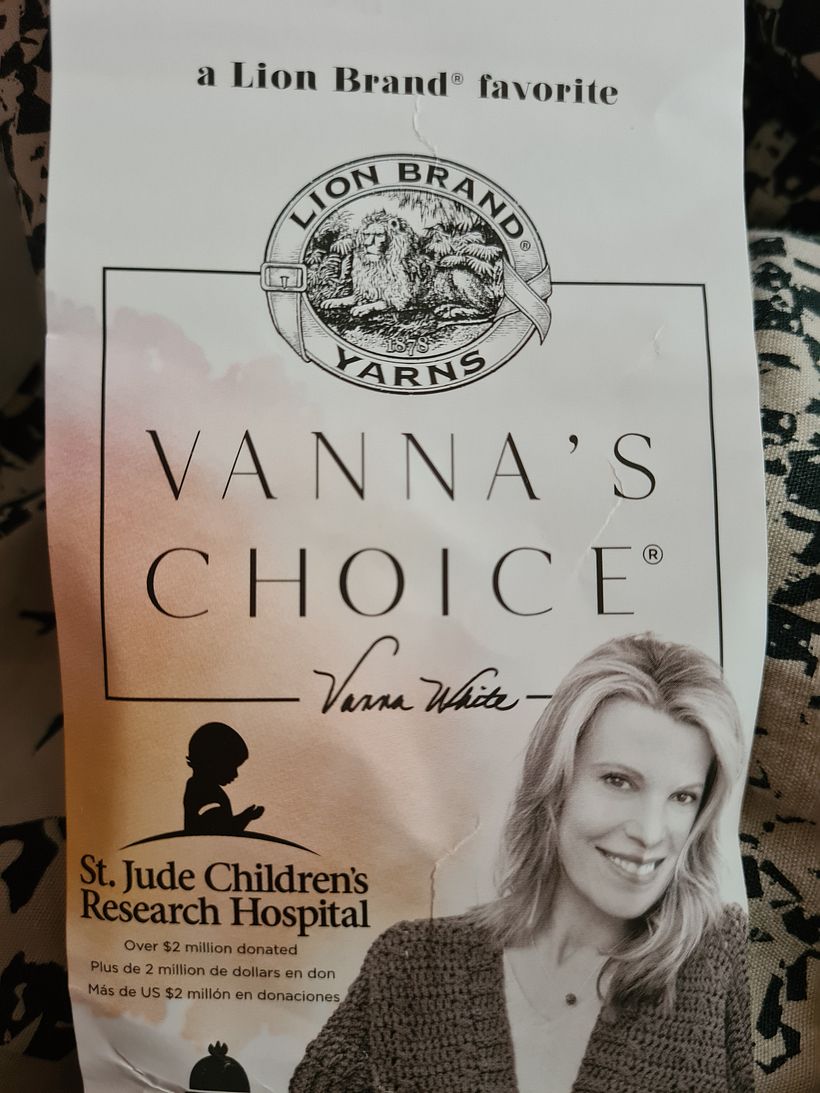 a Lion Brand® favorite
LION BRAND®
1878
YARNS
VANNA'S
CHOICE®
Vanna White
St. Jude Children's
Research Hospital
Over $2 million donated
Plus de 2 million de dollars en don
Más de US $2 millón en donaciones